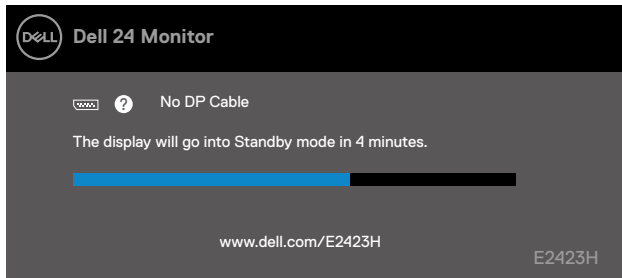 DELL Dell 24 Monitor
? No DP Cable
The display will go into Standby mode in 4 minutes.
www.dell.com/E2423H
E2423H